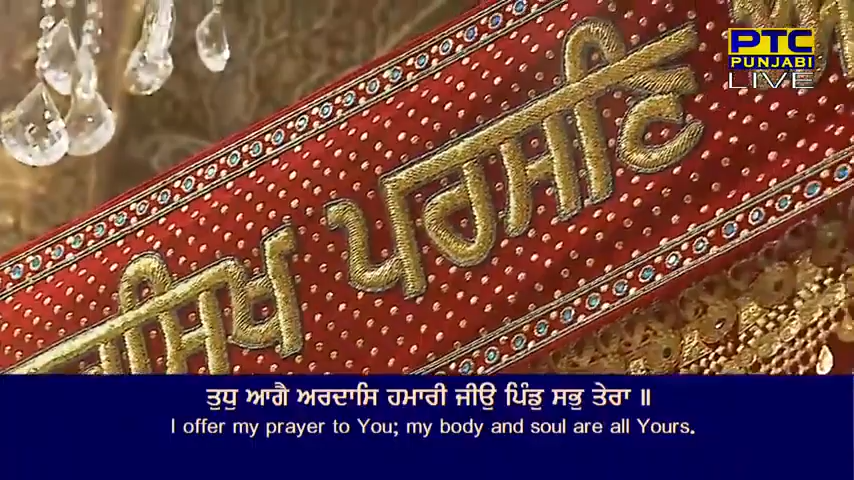 PTC
PUNJABI
LIVE
ਪਰਸਿਐ
ਤੁਧੁ ਆਗੈ ਅਰਦਾਸਿ ਹਮਾਰੀ ਜੀਉ ਪਿੰਡੁ ਸਭੁ ਤੇਰਾ ॥
I offer my prayer to You; my body and soul are all Yours.